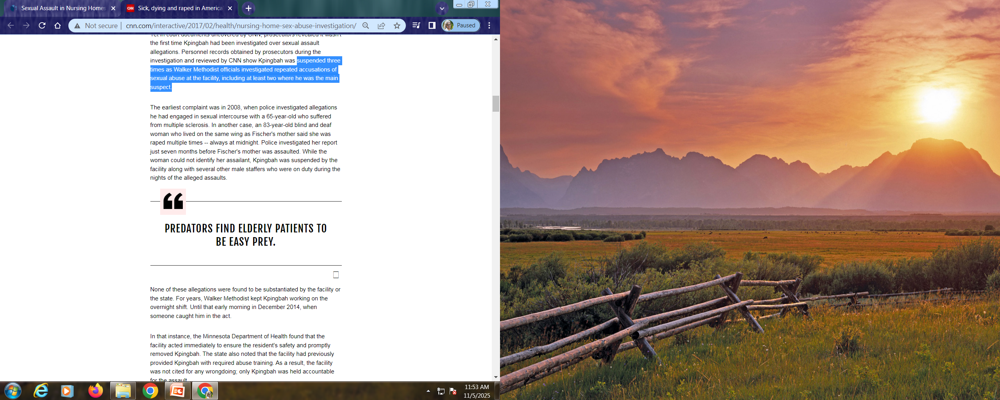 Sexual Assault in Nursing Homes
CNN Sick, dying and raped in America
Not secure cnn.com/interactive/2017/02/health/nursing-home-sex-abuse-investigation/ Paused
Yet in court documents uncovered by CNN, prosecutors revealed it wasn't
the first time Kpingbah had been investigated over sexual assault
allegations. Personnel records obtained by prosecutors during the
investigation and reviewed by CNN show Kpingbah was suspended three
times as Walker Methodist officials investigated repeated accusations of
sexual abuse at the facility, including at least two where he was the main
suspect.
The earliest complaint was in 2008, when police investigated allegations
he had engaged in sexual intercourse with a 65-year-old who suffered
from multiple sclerosis. In another case, an 83-year-old blind and deaf
woman who lived on the same wing as Fischer's mother said she was
raped multiple times -- always at midnight. Police investigated her report
just seven months before Fischer's mother was assaulted. While the
woman could not identify her assailant, Kpingbah was suspended by the
facility along with several other male staffers who were on duty during the
nights of the alleged assaults.
“
PREDATORS FIND ELDERLY PATIENTS TO
BE EASY PREY.
None of these allegations were found to be substantiated by the facility or
the state. For years, Walker Methodist kept Kpingbah working on the
overnight shift. Until that early morning in December 2014, when
someone caught him in the act.
In that instance, the Minnesota Department of Health found that the
facility acted immediately to ensure the resident's safety and promptly
removed Kpingbah. The state also noted that the facility had previously
provided Kpingbah with required abuse training. As a result, the facility
was not cited for any wrongdoing; only Kpingbah was held accountable
for the assault.
11:53 AM
11/5/2025